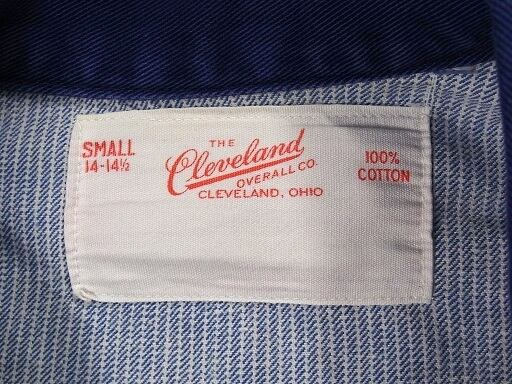 SMALL
14-14½
THE
Cleveland
OVERALL CO.
CLEVELAND, OHIO
100%
COTTON